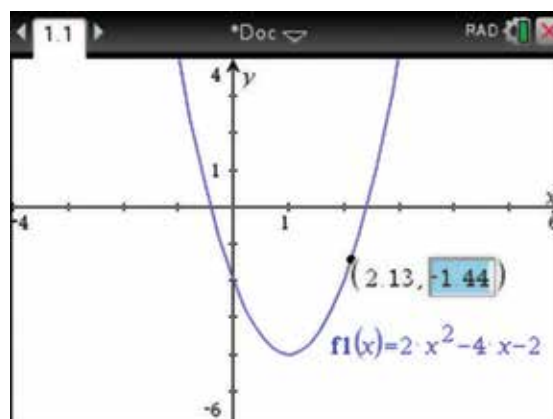 1.1 *Doc RAD
4 y
1
-4 1 x 6
(2.13, -1.44)
f1(x)=2·x²-4·x-2
-6